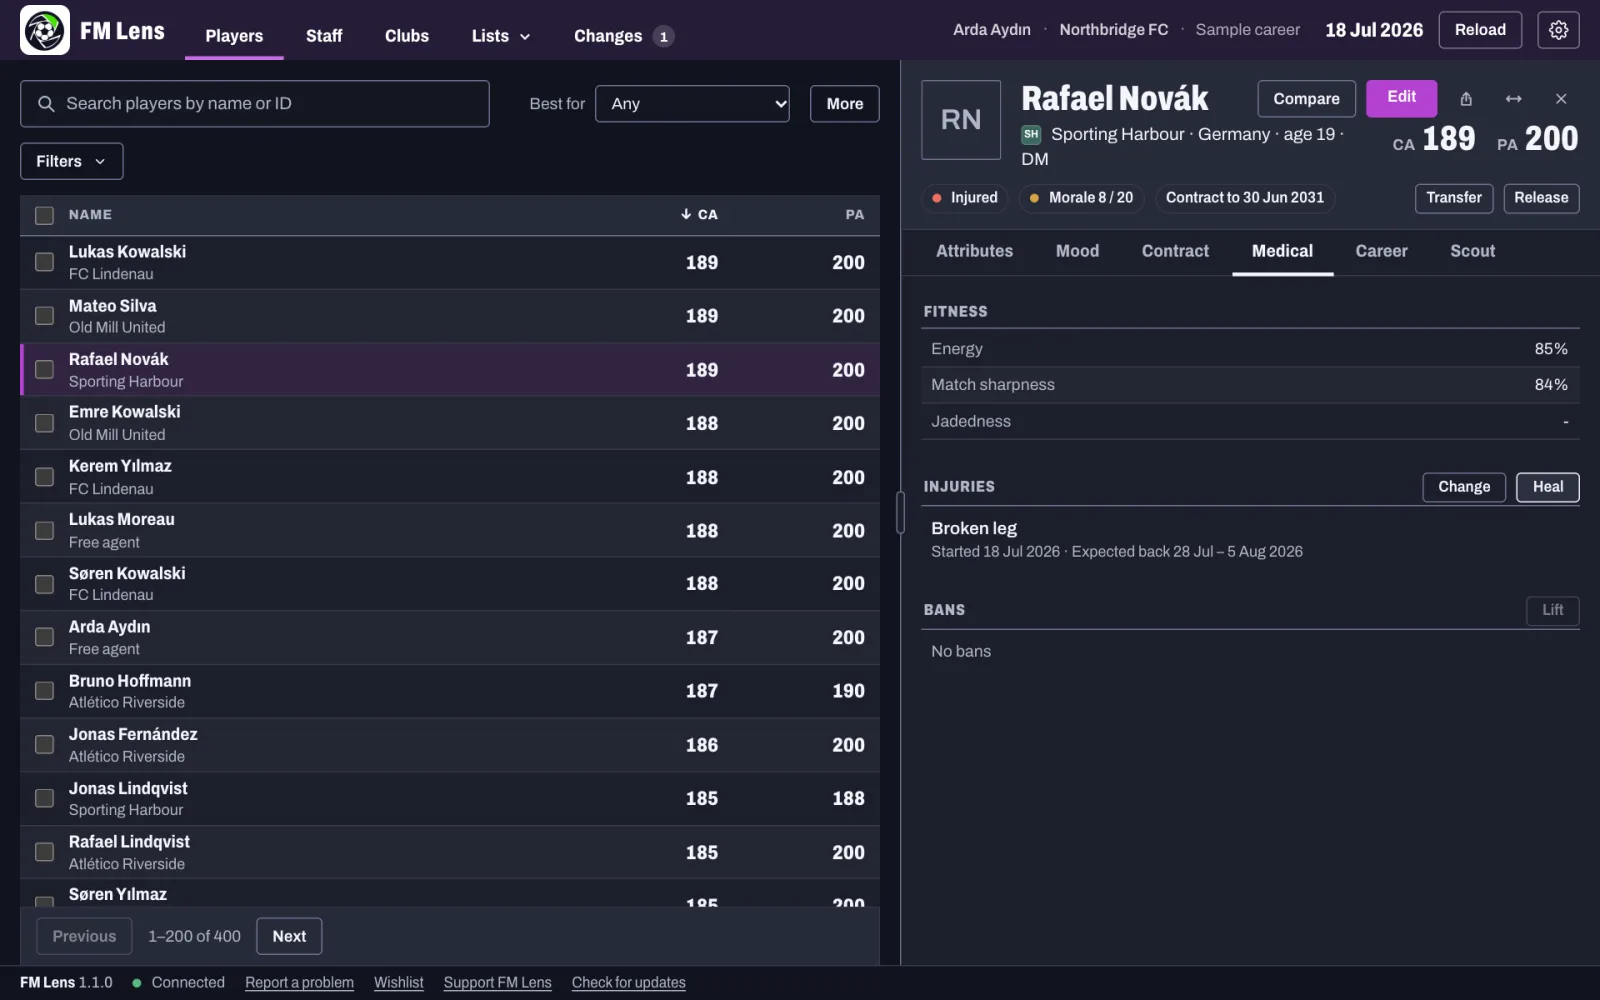 FM Lens
Players
Staff
Clubs
Lists
Changes 1
Arda Aydın · Northbridge FC · Sample career
18 Jul 2026
Reload
Search players by name or ID
Best for
Any
More
Filters
NAME
↓ CA
PA
Lukas Kowalski
FC Lindenau
189
200
Mateo Silva
Old Mill United
189
200
Rafael Novák
Sporting Harbour
189
200
Emre Kowalski
Old Mill United
188
200
Kerem Yılmaz
FC Lindenau
188
200
Lukas Moreau
Free agent
188
200
Søren Kowalski
FC Lindenau
188
200
Arda Aydın
Free agent
187
200
Bruno Hoffmann
Atlético Riverside
187
190
Jonas Fernández
Atlético Riverside
186
200
Jonas Lindqvist
Sporting Harbour
185
188
Rafael Lindqvist
Atlético Riverside
185
200
Søren Yılmaz
185
200
Previous
1–200 of 400
Next
RN
Rafael Novák
Compare
Edit
SH Sporting Harbour · Germany · age 19 ·
DM
CA 189
PA 200
Injured
Morale 8 / 20
Contract to 30 Jun 2031
Transfer
Release
Attributes
Mood
Contract
Medical
Career
Scout
FITNESS
Energy
85%
Match sharpness
84%
Jadedness
-
INJURIES
Change
Heal
Broken leg
Started 18 Jul 2026 · Expected back 28 Jul – 5 Aug 2026
BANS
Lift
No bans
FM Lens 1.1.0
Connected
Report a problem
Wishlist
Support FM Lens
Check for updates